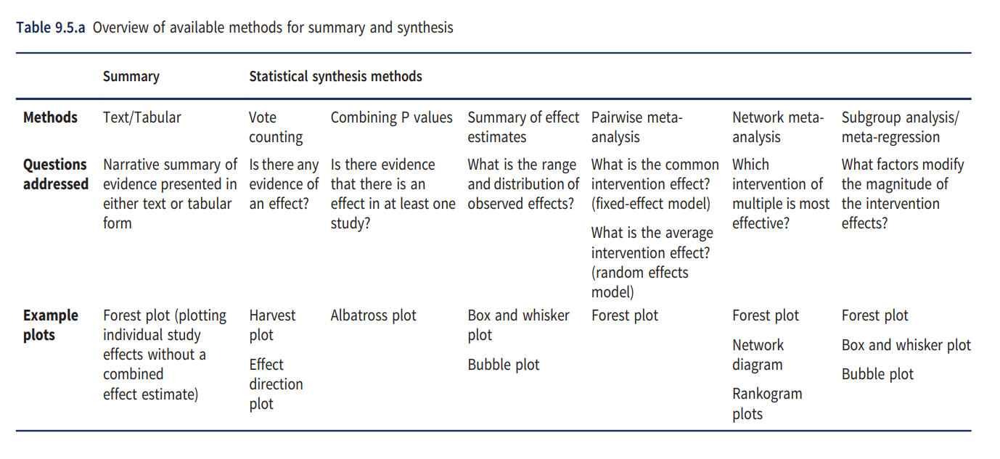 Table 9.5.a Overview of available methods for summary and synthesis
Summary Statistical synthesis methods
Methods Text/Tabular Vote counting Combining P values Summary of effect estimates Pairwise meta-analysis Network meta-analysis Subgroup analysis/ meta-regression
Questions addressed
Narrative summary of
evidence presented in
either text or tabular
form
Is there any
evidence of
an effect?
Is there evidence
that there is an
effect in at least one
study?
What is the range
and distribution of
observed effects?
What is the common
intervention effect?
(fixed-effect model)
What is the average
intervention effect?
(random effects
model)
Which
intervention of
multiple is most
effective?
What factors modify
the magnitude of
the intervention
effects?
Example
plots
Forest plot (plotting
individual study
effects without a
combined
effect estimate)
Harvest
plot
Effect
direction
plot
Albatross plot
Box and whisker
plot
Bubble plot
Forest plot
Forest plot
Network
diagram
Rankogram
plots
Forest plot
Box and whisker plot
Bubble plot